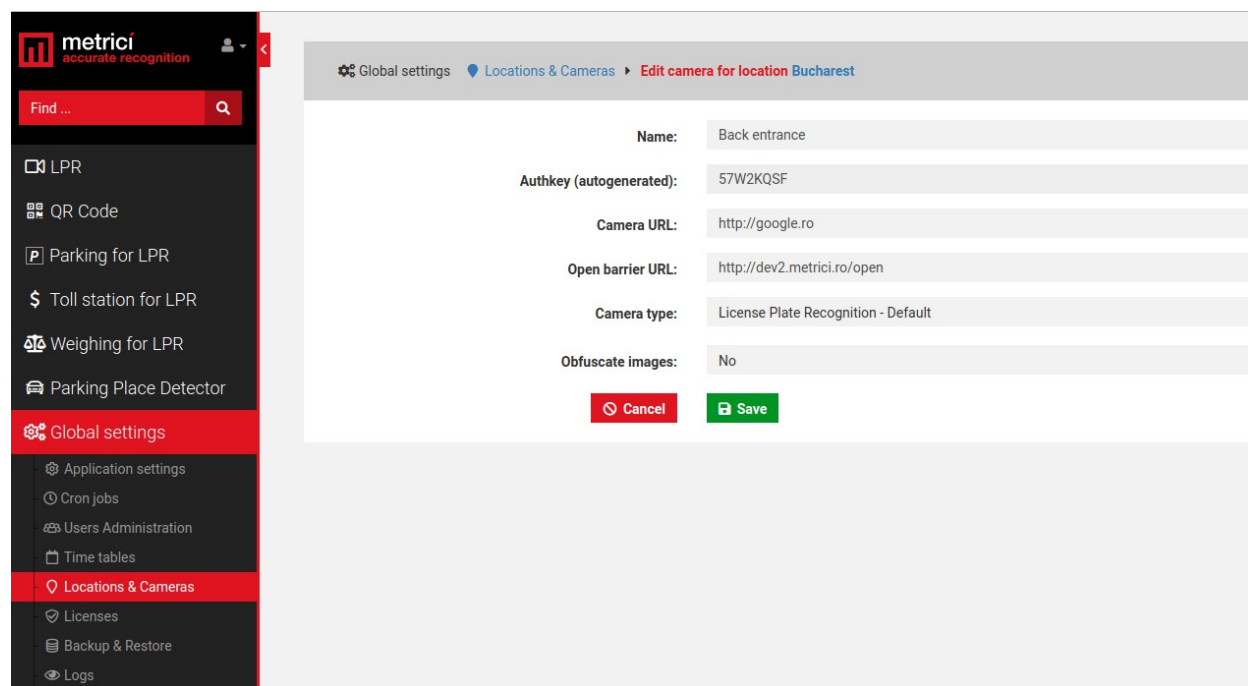 metrici
accurate recognition
Find ...
LPR
QR Code
P Parking for LPR
$ Toll station for LPR
Weighing for LPR
Parking Place Detector
Global settings
Application settings
Cron jobs
Users Administration
Time tables
Locations & Cameras
Licenses
Backup & Restore
Logs
Global settings Locations & Cameras Edit camera for location Bucharest
Name: Back entrance
Authkey (autogenerated): 57W2KQSF
Camera URL: http://google.ro
Open barrier URL: http://dev2.metrici.ro/open
Camera type: License Plate Recognition - Default
Obfuscate images: No
Cancel Save